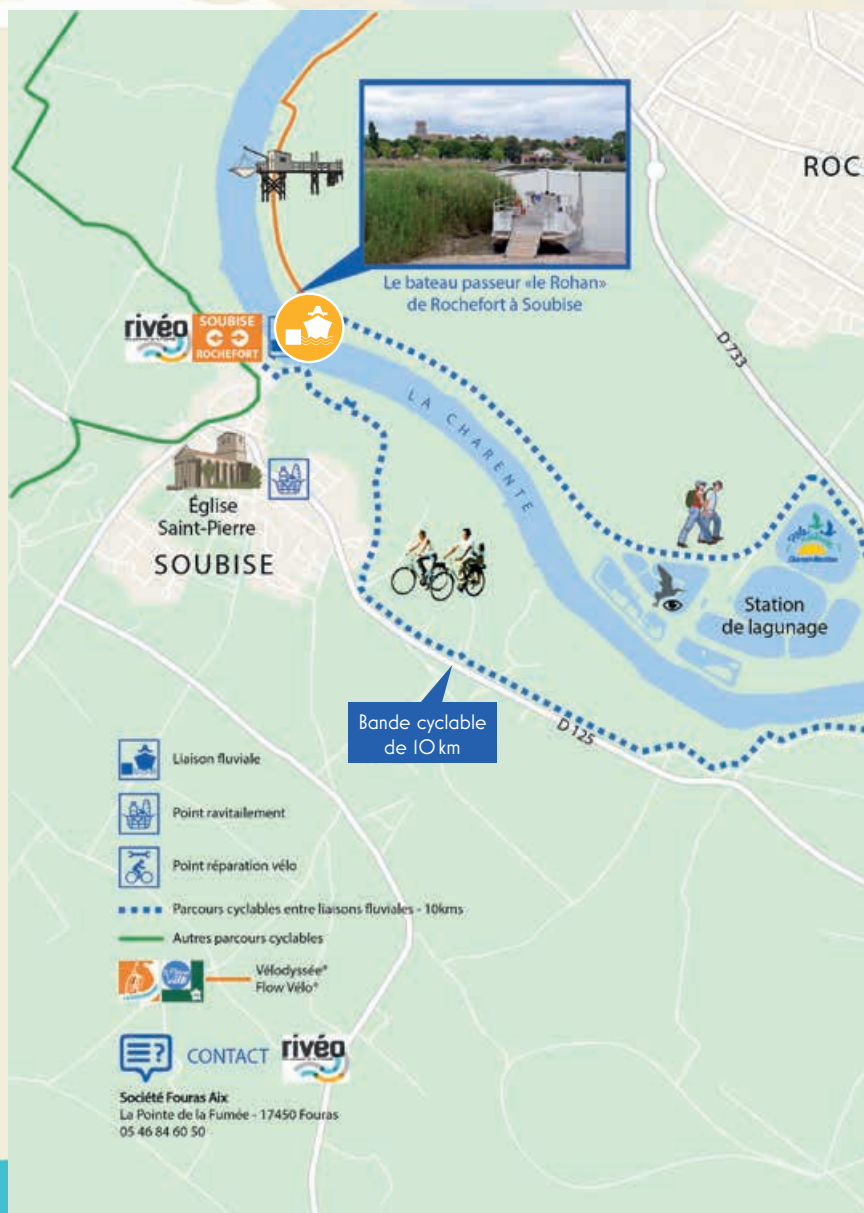 ROC
Le bateau passeur «le Rohan»
de Rochefort à Soubise
rivéo
SOUBISE
ROCHEFORT
D 733
LA CHARENTE
Église
Saint-Pierre
SOUBISE
Station
de lagunage
Bande cyclable
de 10 km
D 125
Liaison fluviale
Point ravitailement
Point réparation vélo
Parcours cyclables entre liaisons fluviales - 10kms
Autres parcours cyclables
Vélodyssée*
Flow Vélo*
CONTACT rivéo
Société Fouras Aix
La Pointe de la Fumée - 17450 Fouras
05 46 84 60 50